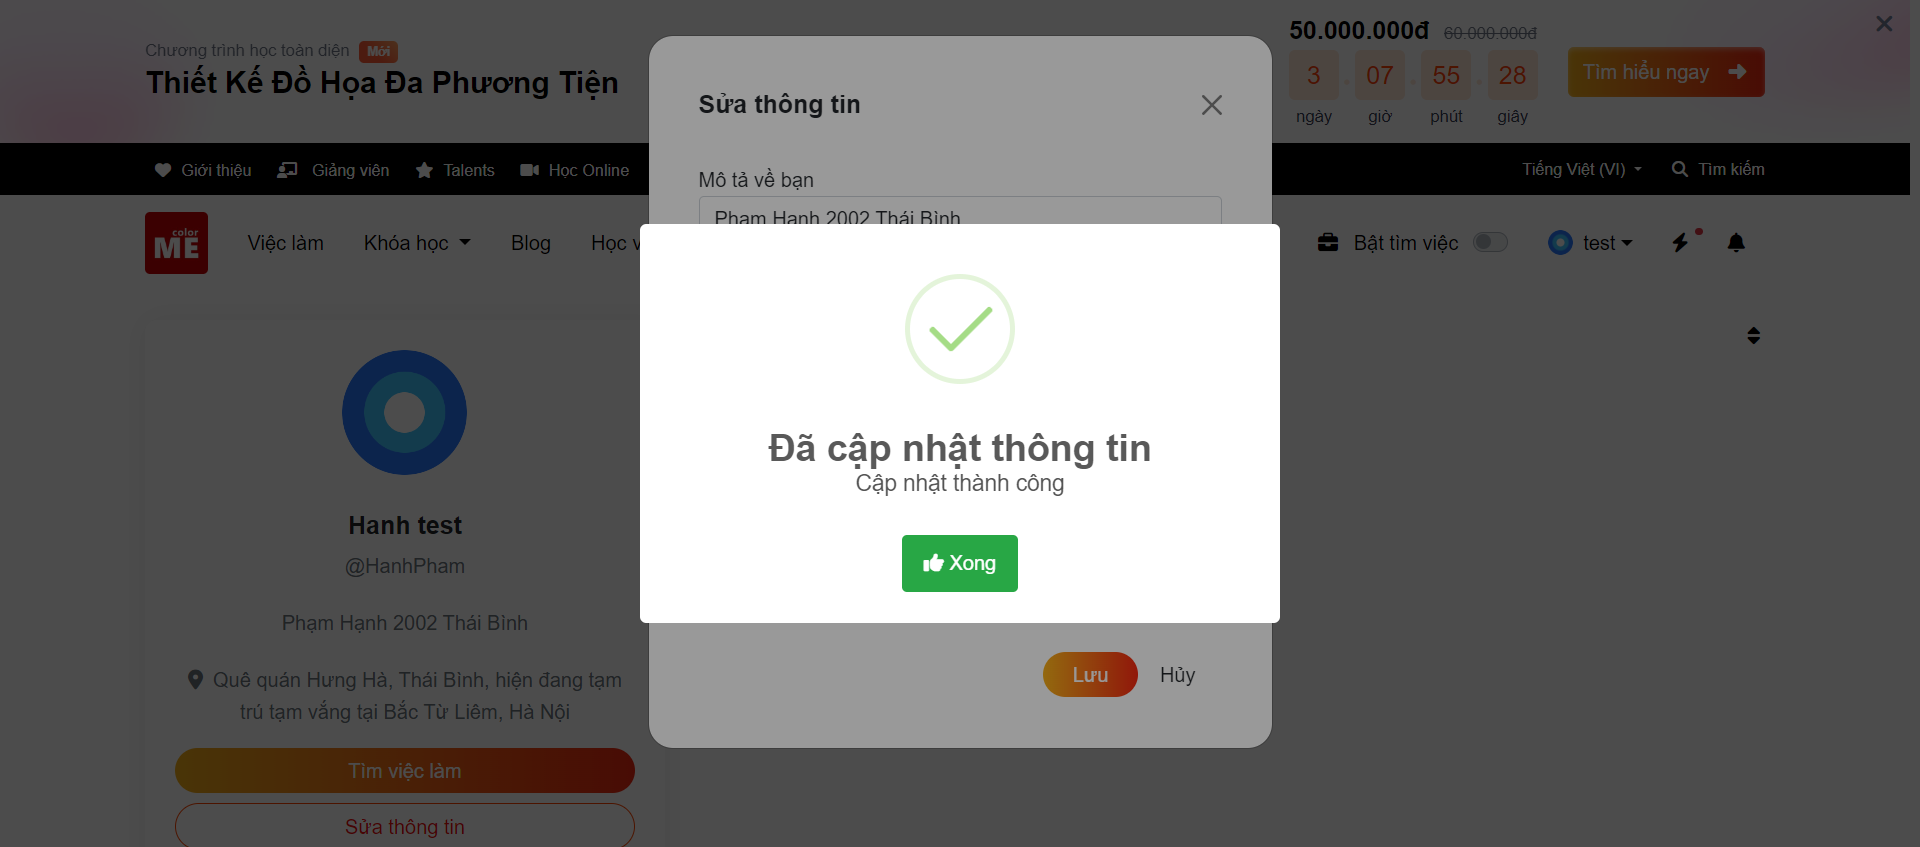 Chương trình học toàn diện Mới
Thiết Kế Đồ Họa Đa Phương Tiện
50.000.000đ 60.000.000đ
3 07 55 28
ngày giờ phút giây
Tìm hiểu ngay
Giới thiệu Giảng viên Talents Học Online
Tiếng Việt (VI) Tìm kiếm
color
ME
Việc làm Khóa học Blog Học v
Bật tìm việc test
Sửa thông tin
Mô tả về bạn
Phạm Hạnh 2002 Thái Bình
Đã cập nhật thông tin
Cập nhật thành công
Xong
Lưu Hủy
Hanh test
@HanhPham
Phạm Hạnh 2002 Thái Bình
Quê quán Hưng Hà, Thái Bình, hiện đang tạm
trú tạm vắng tại Bắc Từ Liêm, Hà Nội
Tìm việc làm
Sửa thông tin